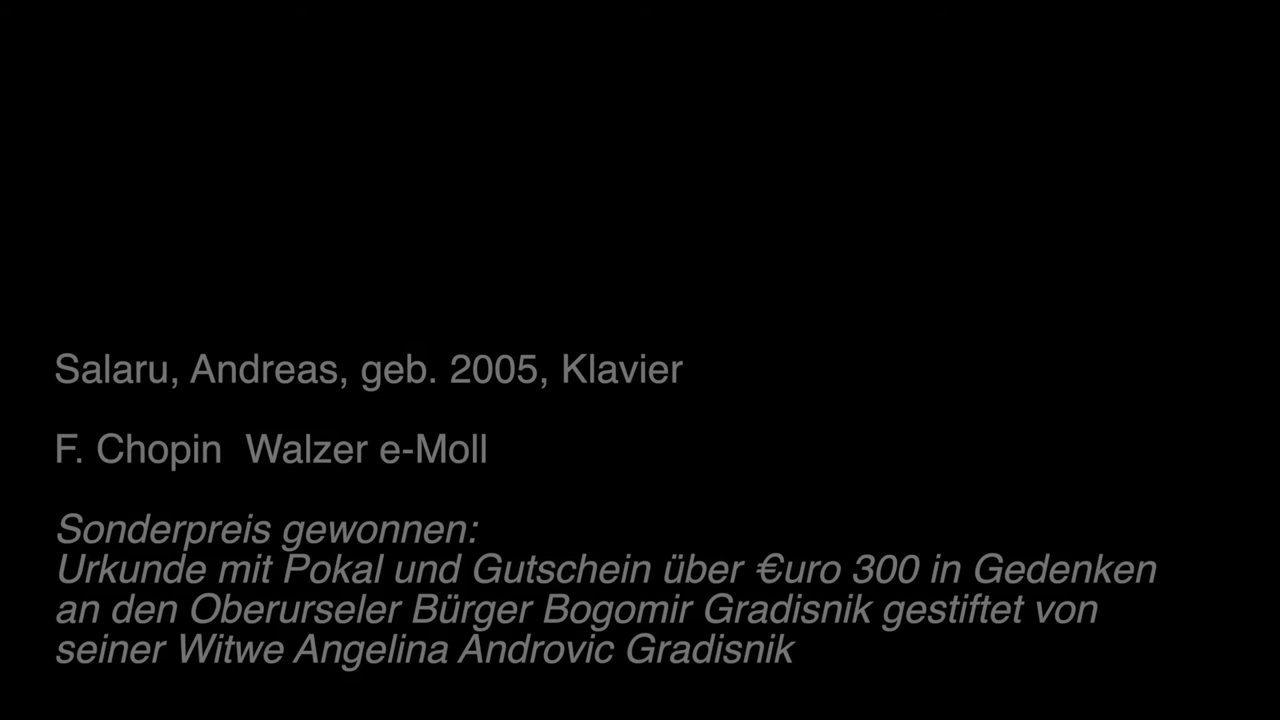 Salaru, Andreas, geb. 2005, Klavier
F. Chopin  Walzer e-Moll
Sonderpreis gewonnen:
Urkunde mit Pokal und Gutschein über €uro 300 in Gedenken
an den Oberurseler Bürger Bogomir Gradisnik gestiftet von
seiner Witwe Angelina Androvic Gradisnik